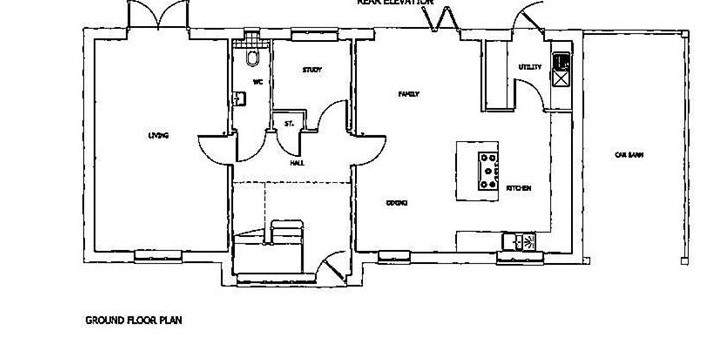 REAR ELEVATION
STUDY
WC
UTILITY
FAMILY
ST.
LIVING
HALL
CAR BARN
KITCHEN
DINING
GROUND FLOOR PLAN